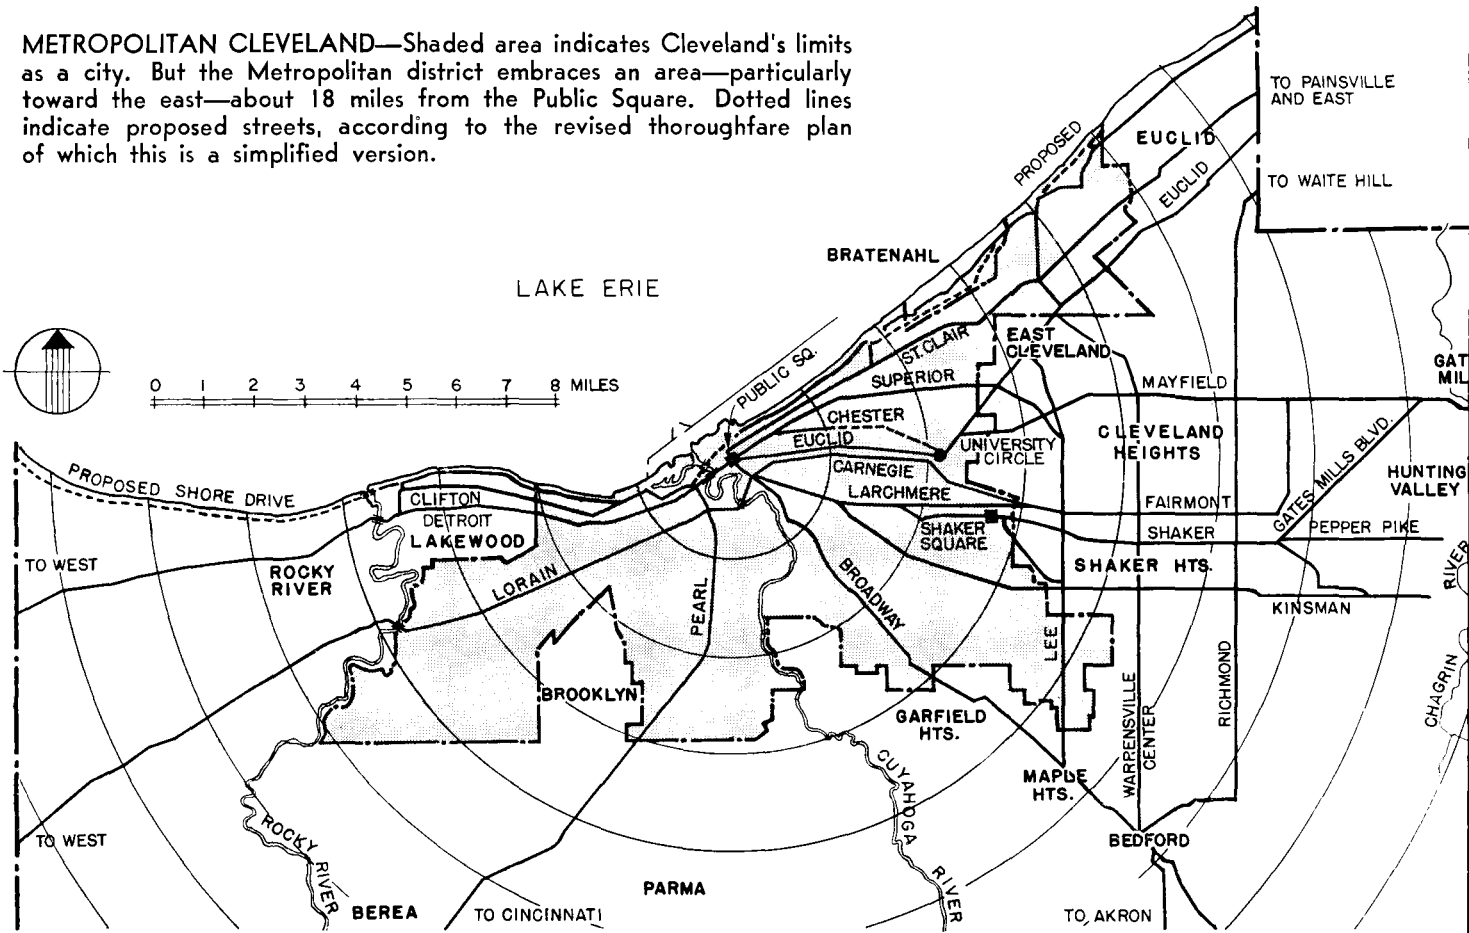 METROPOLITAN CLEVELAND—Shaded area indicates Cleveland's limits
as a city. But the Metropolitan district embraces an area—particularly
toward the east—about 18 miles from the Public Square. Dotted lines
indicate proposed streets, according to the revised thoroughfare plan
of which this is a simplified version.
TO PAINSVILLE
AND EAST
PROPOSED
EUCLID
EUCLID
TO WAITE HILL
BRATENAHL
LAKE ERIE
0 1 2 3 4 5 6 7 8 MILES
PUBLIC SQ.
ST. CLAIR
EAST
CLEVELAND
SUPERIOR
MAYFIELD
GAT
MIL
CHESTER
EUCLID
UNIVERSITY
CIRCLE
CLEVELAND
HEIGHTS
GATES MILLS BLVD.
HUNTING
VALLEY
CARNEGIE
LARCHMERE
FAIRMONT
PROPOSED SHORE DRIVE
CLIFTON
DETROIT
LAKEWOOD
SHAKER
SQUARE
SHAKER
PEPPER PIKE
TO WEST
ROCKY
RIVER
LORAIN
PEARL
BROADWAY
SHAKER HTS.
KINSMAN
RIVER
LEE
BROOKLYN
GARFIELD
HTS.
WARRENSVILLE
CENTER
RICHMOND
CHAGRIN
MAPLE
HTS.
CUYAHOGA
RIVER
TO WEST
ROCKY
RIVER
BEDFORD
BEREA
PARMA
TO CINCINNATI
TO AKRON